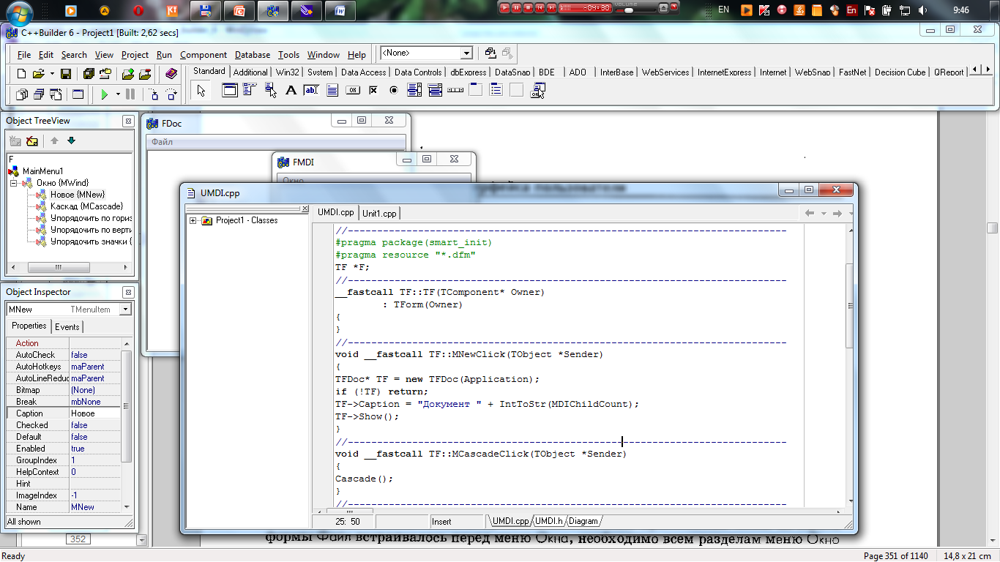 EN
En
9:46
-04:30
VOLUME
C++Builder 6 - Project1 [Built: 2,62 secs]
File Edit Search View Project Run Component Database Tools Window Help
<None>
Standard Additional Win32 System Data Access Data Controls dbExpress DataSnap BDE ADO InterBase WebServices InternetExpress Internet WebSnap FastNet Decision Cube QReport
Object TreeView
F
MainMenu1
Окно {MWind}
Новое {MNew}
Каскад {MCascade}
Упорядочить по гориз
Упорядочить по верти
Упорядочить значки {
FDoc
Файл
FMDI
Окно
Object Inspector
MNew TMenuItem
Properties Events
Action
AutoCheck false
AutoHotkeys maParent
AutoLineReduc maParent
Bitmap (None)
Break mbNone
Caption Новое
Checked false
Default false
Enabled true
GroupIndex 1
HelpContext 0
Hint
ImageIndex -1
Name MNew
All shown
UMDI.cpp
Project1 - Classes
UMDI.cpp Unit1.cpp
//---------------------------------------------------------------------------
#pragma package(smart_init)
#pragma resource "*.dfm"
TF *F;
//---------------------------------------------------------------------------
__fastcall TF::TF(TComponent* Owner)
: TForm(Owner)
{
}
//---------------------------------------------------------------------------
void __fastcall TF::MNewClick(TObject *Sender)
{
TFDoc* TF = new TFDoc(Application);
if (!TF) return;
TF->Caption = "Документ " + IntToStr(MDIChildCount);
TF->Show();
}
//---------------------------------------------------------------------------
void __fastcall TF::MCascadeClick(TObject *Sender)
{
Cascade();
}
//---------------------------------------------------------------------------
25: 50 Insert UMDI.cpp UMDI.h Diagram
352
формы Файл встраивалось перед меню Окна, необходимо всем разделам меню Окно
Ready
Page 351 of 1140 14,8 x 21 cm